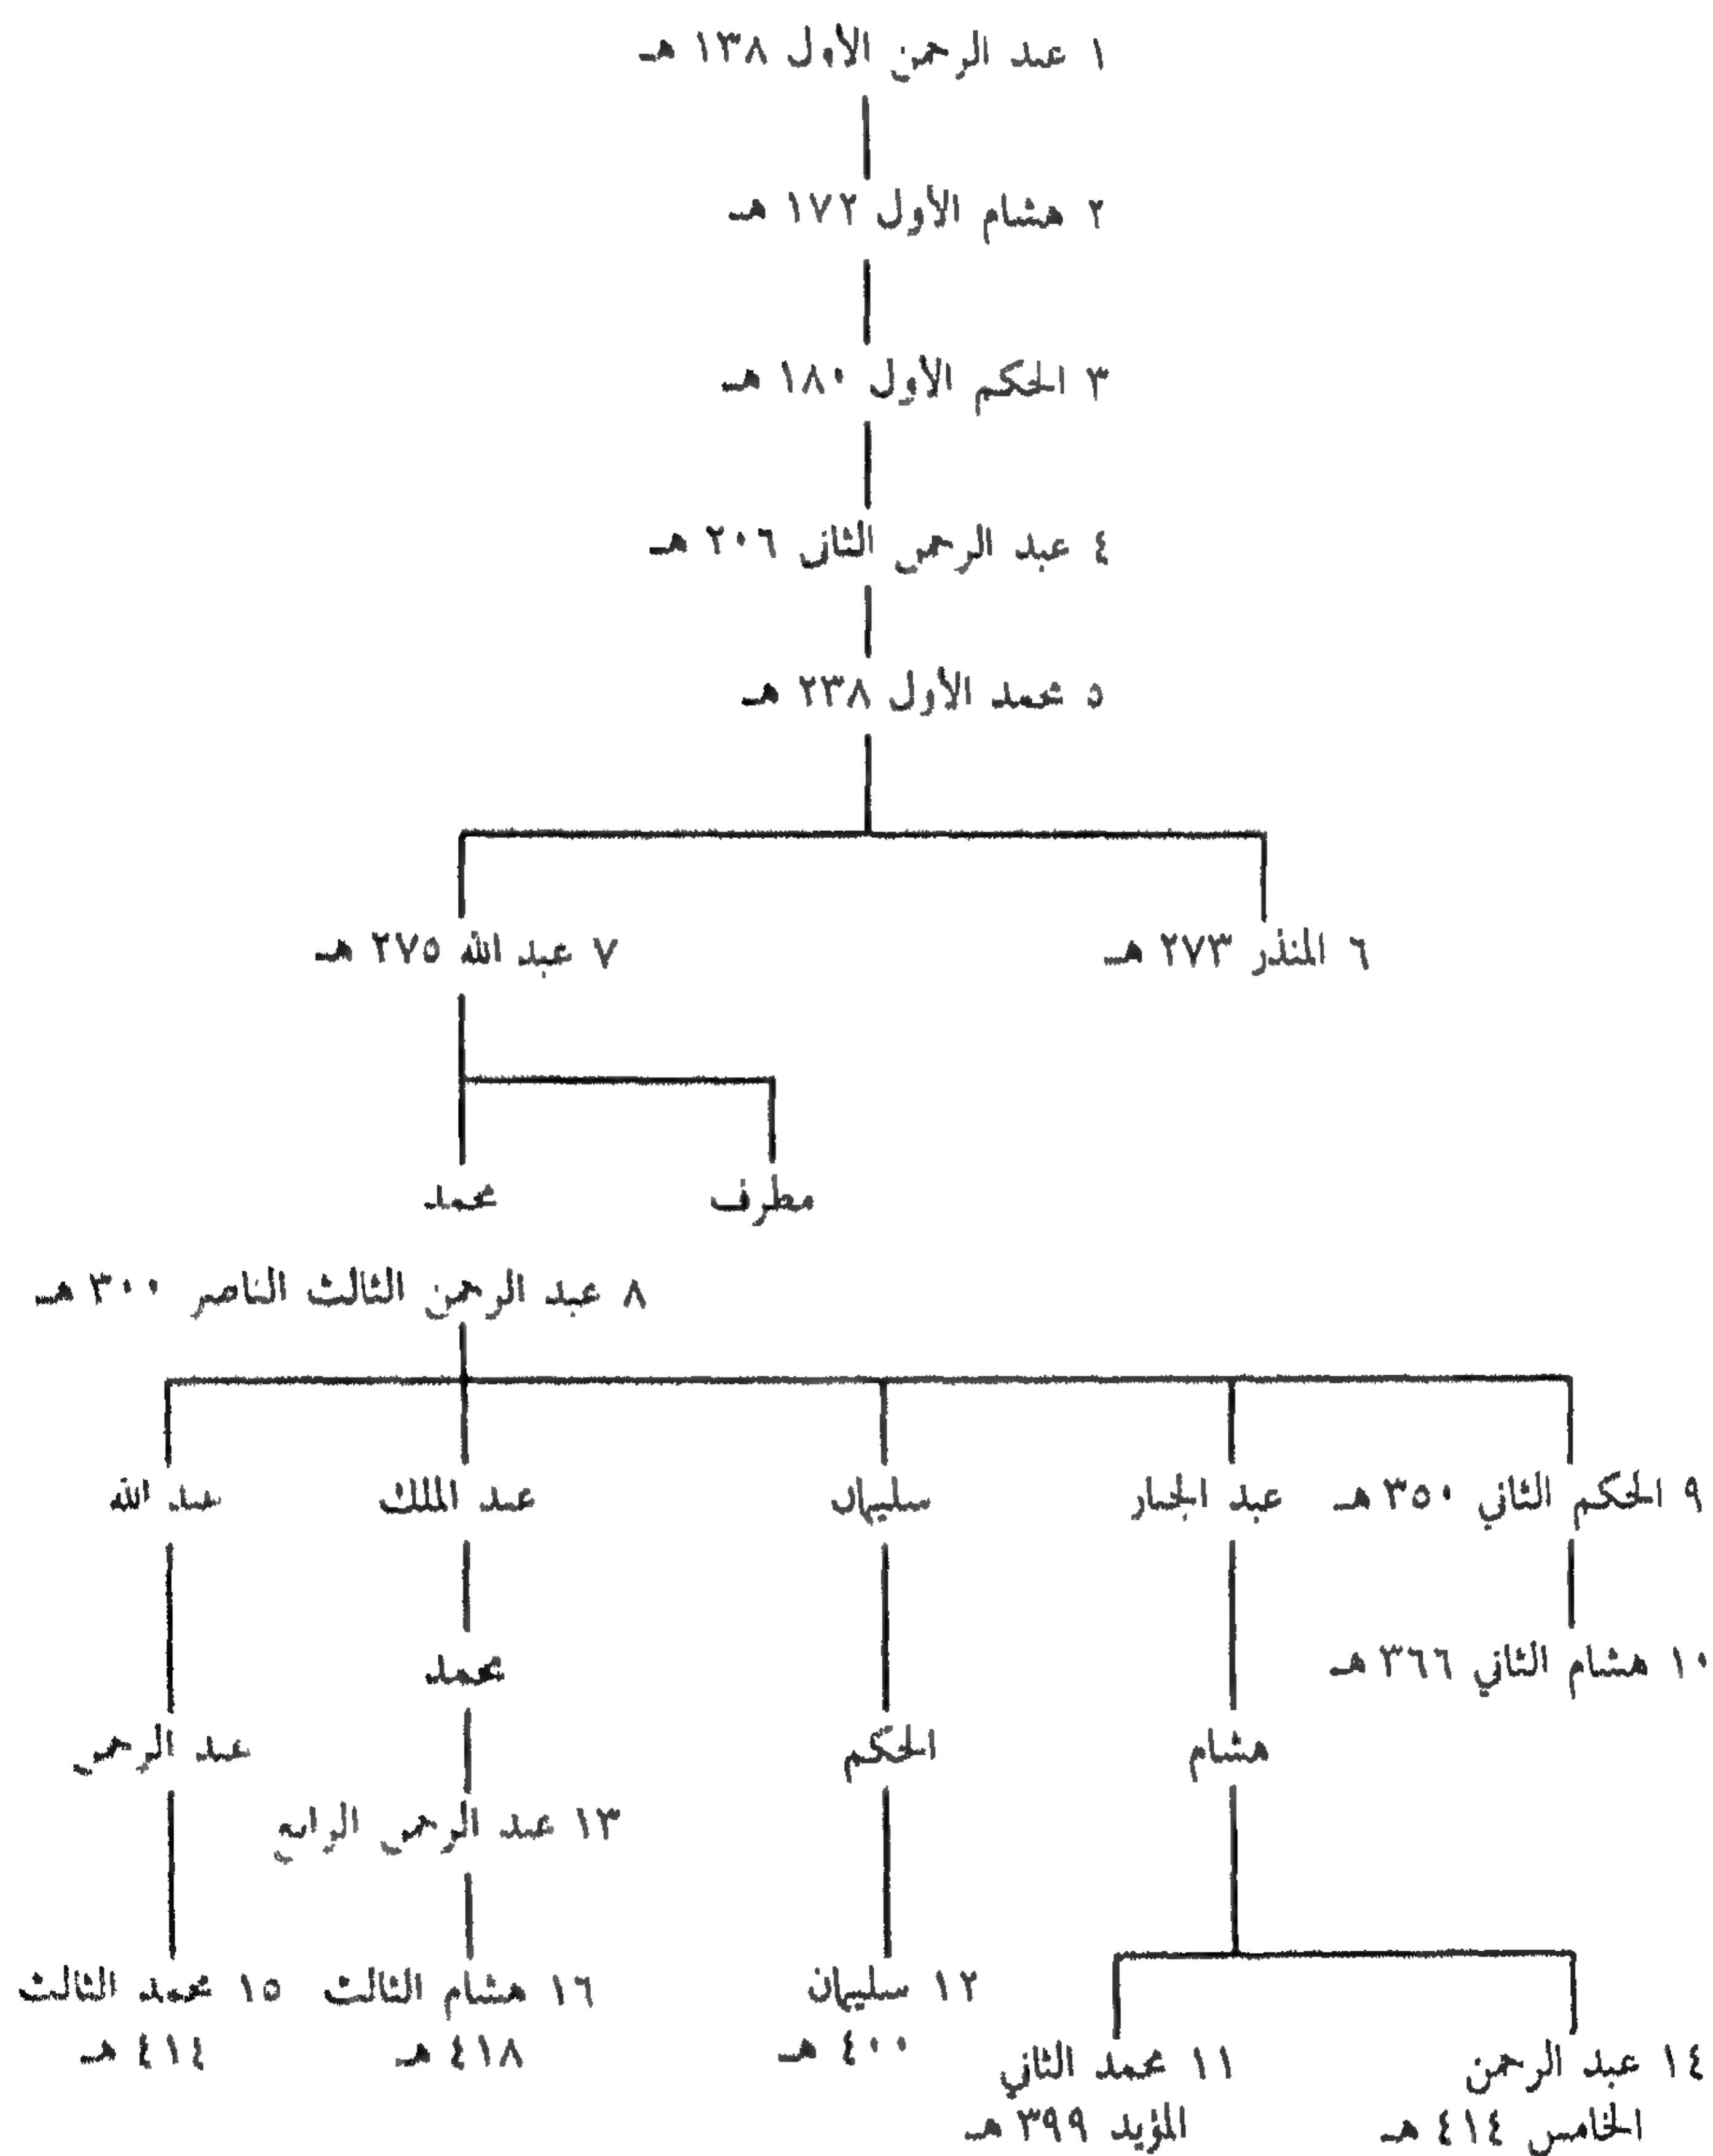 ١ عبد الرحمن الأول ١٣٨ هـ
٢ هشام الأول ١٧٢ هـ
٣ الحكم الأول ١٨٠ هـ
٤ عبد الرحمن الثاني ٢٠٦ هـ
٥ محمد الأول ٢٣٨ هـ
٦ المنذر ٢٧٣ هـ
٧ عبد الله ٢٧٥ هـ
مطرف
محمد
٨ عبد الرحمن الثالث الناصر ٣٠٠ هـ
٩ الحكم الثاني ٣٥٠ هـ
عبد الجبار
سليمان
عبد الملك
عبد الله
١٠ هشام الثاني ٣٦٦ هـ
محمد
هشام
الحكم
عبد الرحمن
١٣ عبد الرحمن الرابع
١٤ عبد الرحمن
الخامس ٤١٤ هـ
١١ محمد الثاني
المؤيد ٣٩٩ هـ
١٢ سليمان
٤٠٠ هـ
١٦ هشام الثالث
٤١٨ هـ
١٥ محمد الثالث
٤١٤ هـ